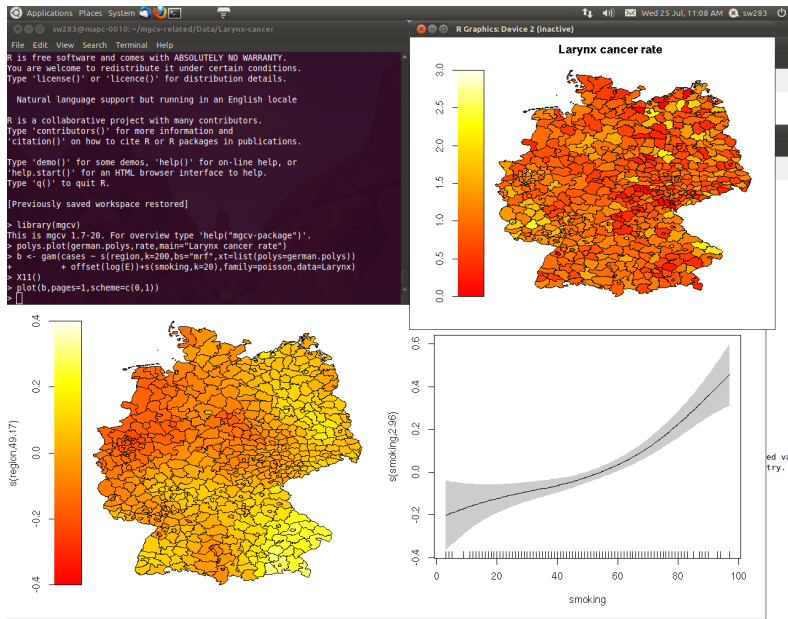 Applications Places System
Wed 25 Jul, 11:08 AM sw283
sw283@mapc-0010: ~/mgcv-related/Data/Larynx-cancer
File Edit View Search Terminal Help
R is free software and comes with ABSOLUTELY NO WARRANTY.
You are welcome to redistribute it under certain conditions.
Type 'license()' or 'licence()' for distribution details.
Natural language support but running in an English locale
R is a collaborative project with many contributors.
Type 'contributors()' for more information and
'citation()' on how to cite R or R packages in publications.
Type 'demo()' for some demos, 'help()' for on-line help, or
'help.start()' for an HTML browser interface to help.
Type 'q()' to quit R.
[Previously saved workspace restored]
> library(mgcv)
This is mgcv 1.7-20. For overview type 'help("mgcv-package")'.
> polys.plot(german.polys,rate,main="Larynx cancer rate")
> b <- gam(cases ~ s(region,k=200,bs="mrf",xt=list(polys=german.polys))
+ + offset(log(E))+s(smoking,k=20),family=poisson,data=Larynx)
> X11()
> plot(b,pages=1,scheme=c(0,1))
>
R Graphics: Device 2 (inactive)
Larynx cancer rate
3.0
2.5
2.0
1.5
1.0
0.5
0.0
s(region,49.17)
0.4
0.2
0.0
-0.2
-0.4
s(smoking,2.96)
0.6
0.4
0.2
0.0
-0.2
-0.4
0 20 40 60 80 100
smoking
ed va
try.